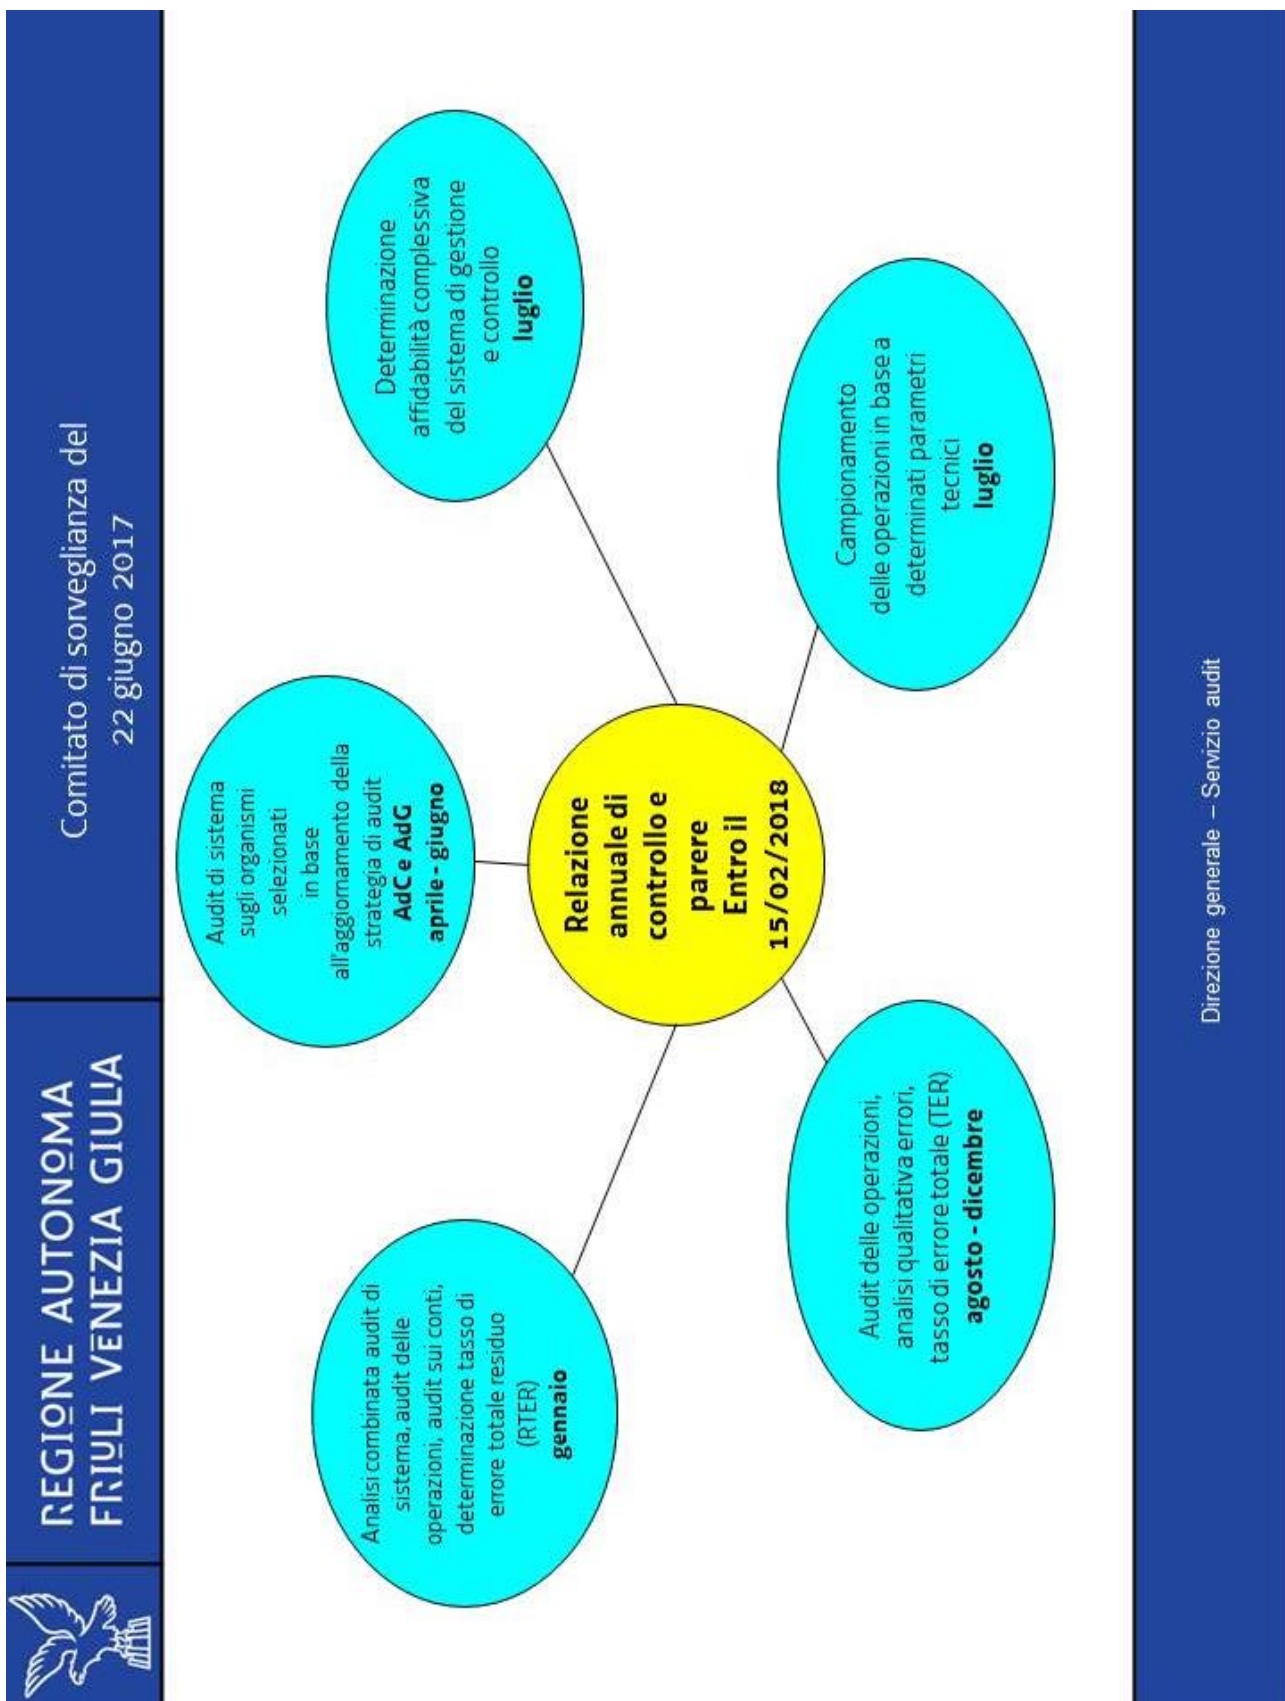 REGIONE AUTONOMA
FRIULI VENEZIA GIULIA
Comitato di sorveglianza del
22 giugno 2017
Audit di sistema
sugli organismi
selezionati
in base
all'aggiornamento della
strategia di audit
AdC e AdG
aprile - giugno
Determinazione
affidabilità complessiva
del sistema di gestione
e controllo
luglio
Campionamento
delle operazioni in base a
determinati parametri
tecnici
luglio
Audit delle operazioni,
analisi qualitativa errori,
tasso di errore totale (TER)
agosto - dicembre
Analisi combinata audit di
sistema, audit delle
operazioni, audit sui conti,
determinazione tasso di
errore totale residuo
(RTER)
gennaio
Relazione
annuale di
controllo e
parere
Entro il
15/02/2018
Direzione generale – Servizio audit